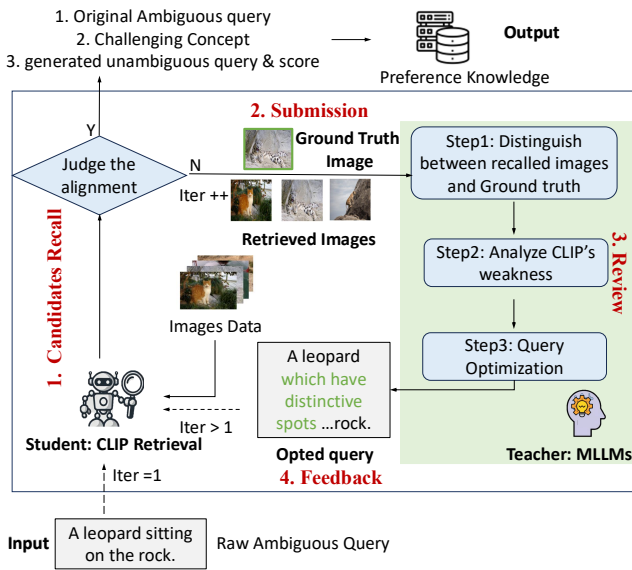 1. Original Ambiguous query
2. Challenging Concept
3. generated unambiguous query & score
Output
Preference Knowledge
2. Submission
Y
Judge the
alignment
N
Iter ++
Ground Truth
Image
Retrieved Images
Step1: Distinguish
between recalled images
and Ground truth
Step2: Analyze CLIP's
weakness
Step3: Query
Optimization
3. Review
Teacher: MLLMs
1. Candidates Recall
Images Data
A leopard
which have
distinctive
spots ...rock.
Iter > 1
Opted query
Student: CLIP Retrieval
4. Feedback
Iter =1
Input
A leopard sitting
on the rock.
Raw Ambiguous Query